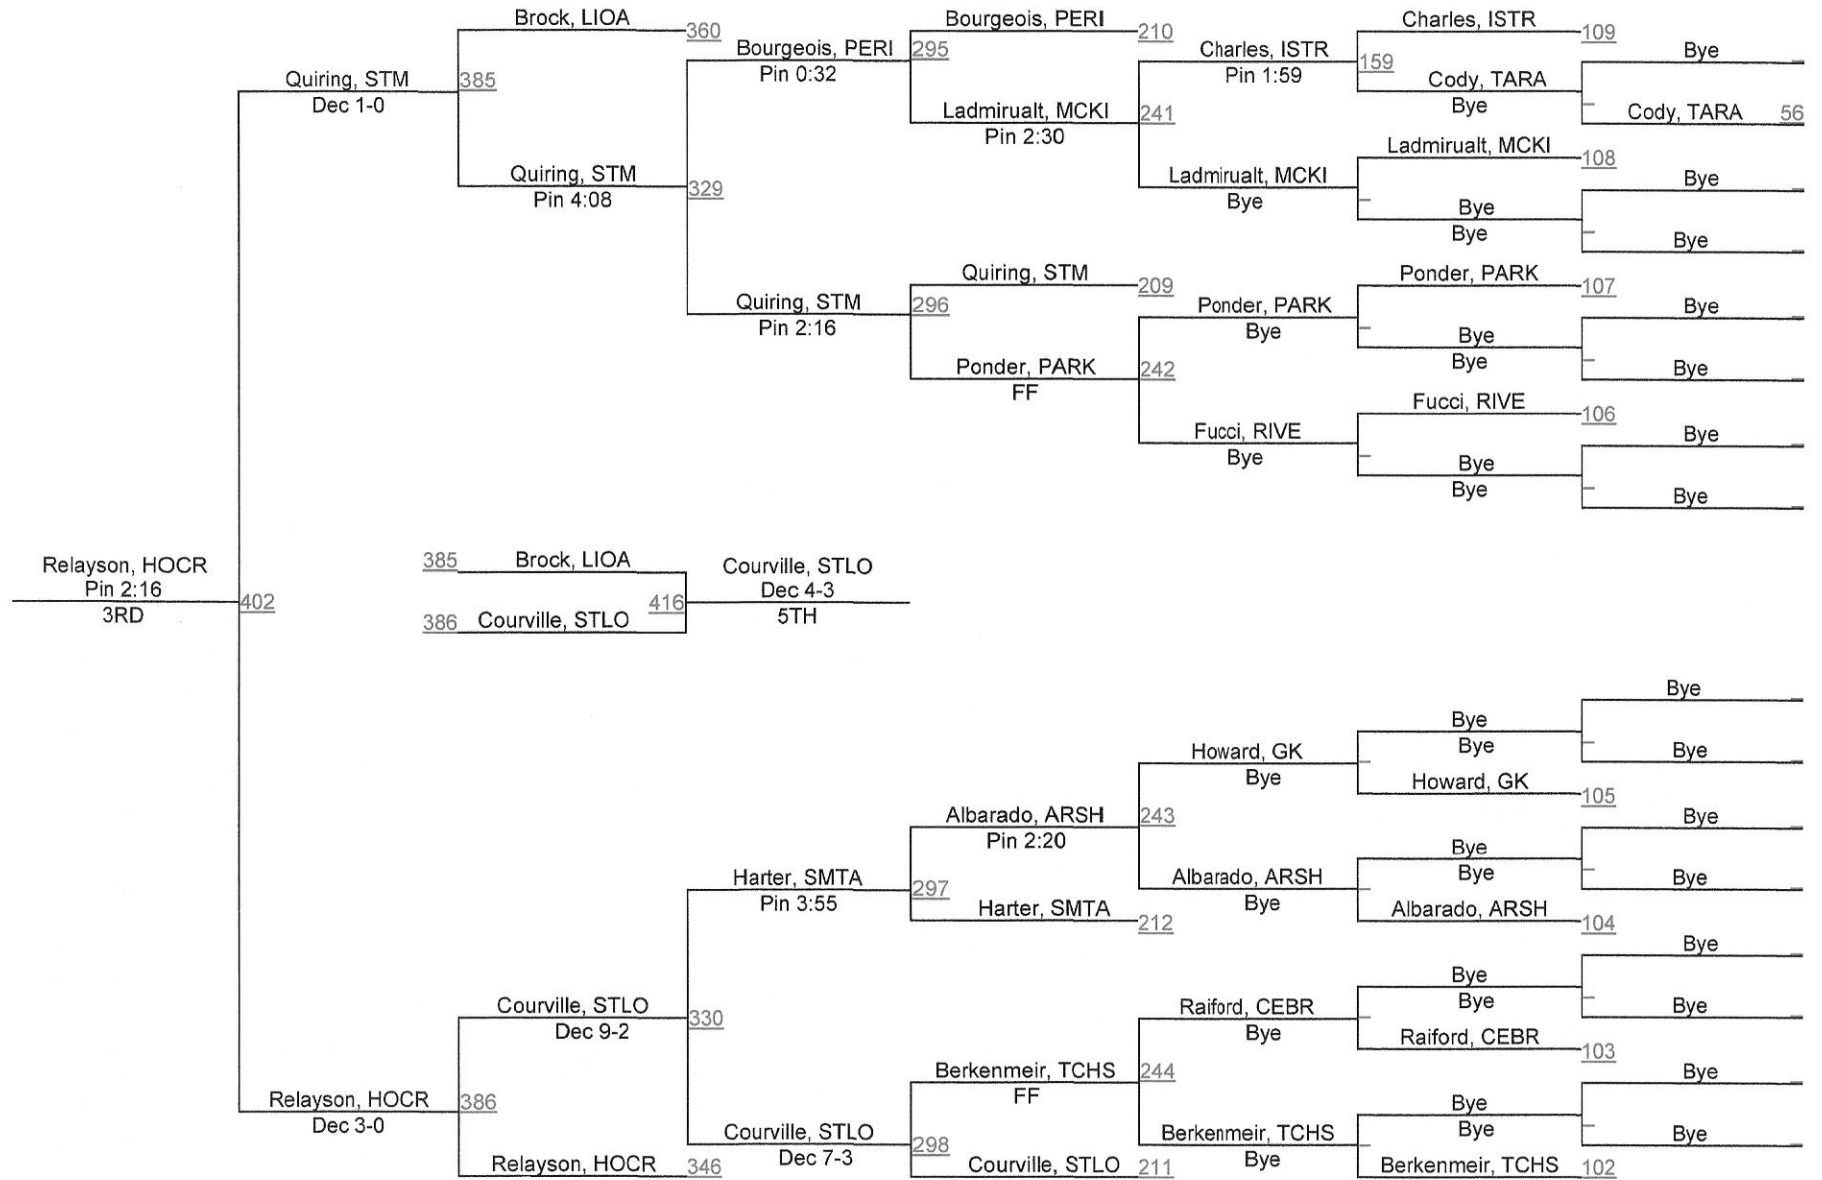 Brock, LIOA
360
Bourgeois, PERI
210
Charles, ISTR
109
Bye
Quiring, STM
Dec 1-0
385
Bourgeois, PERI
Pin 0:32
295
Charles, ISTR
Pin 1:59
159
Cody, TARA
Bye
Cody, TARA 56
Ladmirualt, MCKI
Pin 2:30
241
Ladmirualt, MCKI
108
Bye
Quiring, STM
Pin 4:08
329
Ladmirualt, MCKI
Bye
Bye
Bye
Bye
Quiring, STM
209
Ponder, PARK
107
Bye
Quiring, STM
Pin 2:16
296
Ponder, PARK
Bye
Bye
Bye
Bye
Ponder, PARK
FF
242
Fucci, RIVE
106
Bye
Fucci, RIVE
Bye
Bye
Bye
Bye
Relayson, HOCR
Pin 2:16
3RD
402
385 Brock, LIOA
386 Courville, STLO
416
Courville, STLO
Dec 4-3
5TH
Bye
Bye
Bye
Bye
Howard, GK
Bye
Howard, GK
105
Albarado, ARSH
Pin 2:20
243
Bye
Bye
Bye
Bye
Harter, SMTA
Pin 3:55
297
Albarado, ARSH
Bye
Harter, SMTA
212
Albarado, ARSH
104
Bye
Bye
Bye
Bye
Courville, STLO
Dec 9-2
330
Raiford, CEBR
Bye
Raiford, CEBR
103
Relayson, HOCR
Dec 3-0
386
Berkenmeir, TCHS
FF
244
Bye
Bye
Bye
Bye
Courville, STLO
Dec 7-3
298
Berkenmeir, TCHS
Bye
Relayson, HOCR
346
Courville, STLO
211
Berkenmeir, TCHS
102